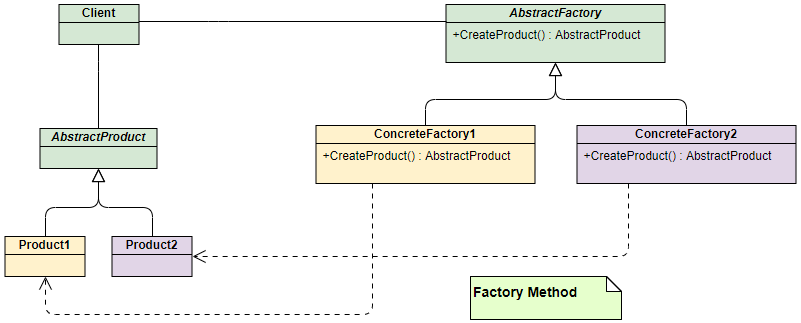 Client
AbstractFactory
+CreateProduct() : AbstractProduct
AbstractProduct
ConcreteFactory1
+CreateProduct() : AbstractProduct
ConcreteFactory2
+CreateProduct() : AbstractProduct
Product1
Product2
Factory Method